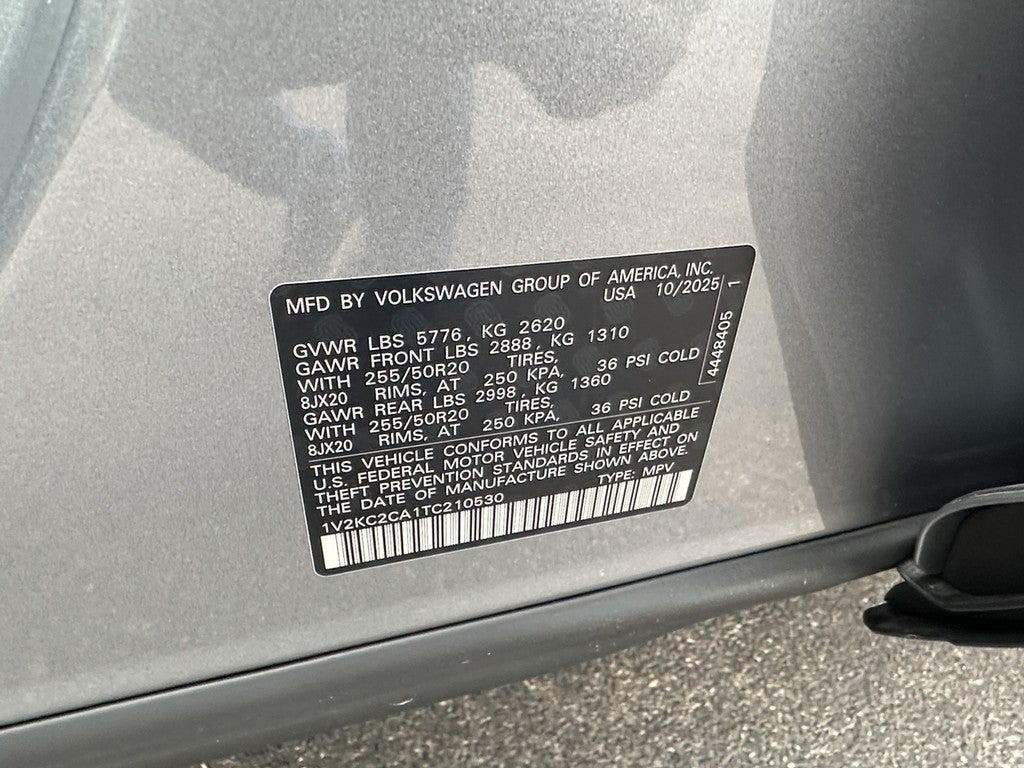 MFD BY VOLKSWAGEN GROUP OF AMERICA, INC.
USA 10/2025
GVWR LBS 5776, KG 2620
GAWR FRONT LBS 2888, KG 1310
WITH 255/50R20 TIRES,
8JX20 RIMS, AT 250 KPA, 36 PSI COLD
GAWR REAR LBS 2998, KG 1360
WITH 255/50R20 TIRES,
8JX20 RIMS, AT 250 KPA, 36 PSI COLD
THIS VEHICLE CONFORMS TO ALL APPLICABLE
U.S. FEDERAL MOTOR VEHICLE SAFETY AND
THEFT PREVENTION STANDARDS IN EFFECT ON
THE DATE OF MANUFACTURE SHOWN ABOVE.
1V2KC2CA1TC210530 TYPE: MPV
4448405 1